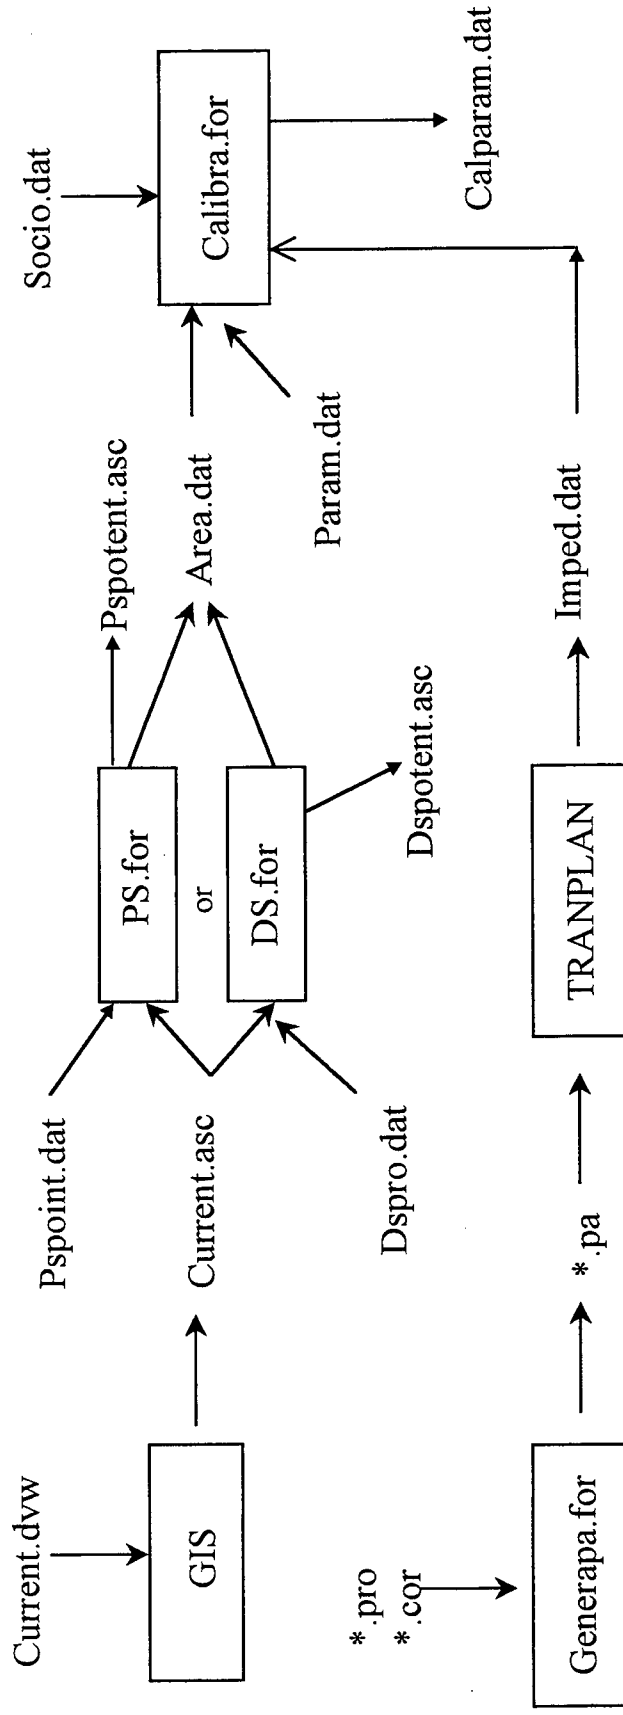 Current.dvw
GIS
Current.asc
Pspoint.dat
PS.for
or
DS.for
Dspro.dat
Pspotent.asc
Area.dat
Dspotent.asc
Socio.dat
Calibra.for
Param.dat
Calparam.dat
*.pro
*.cor
Generapa.for
*.pa
TRANPLAN
Imped.dat